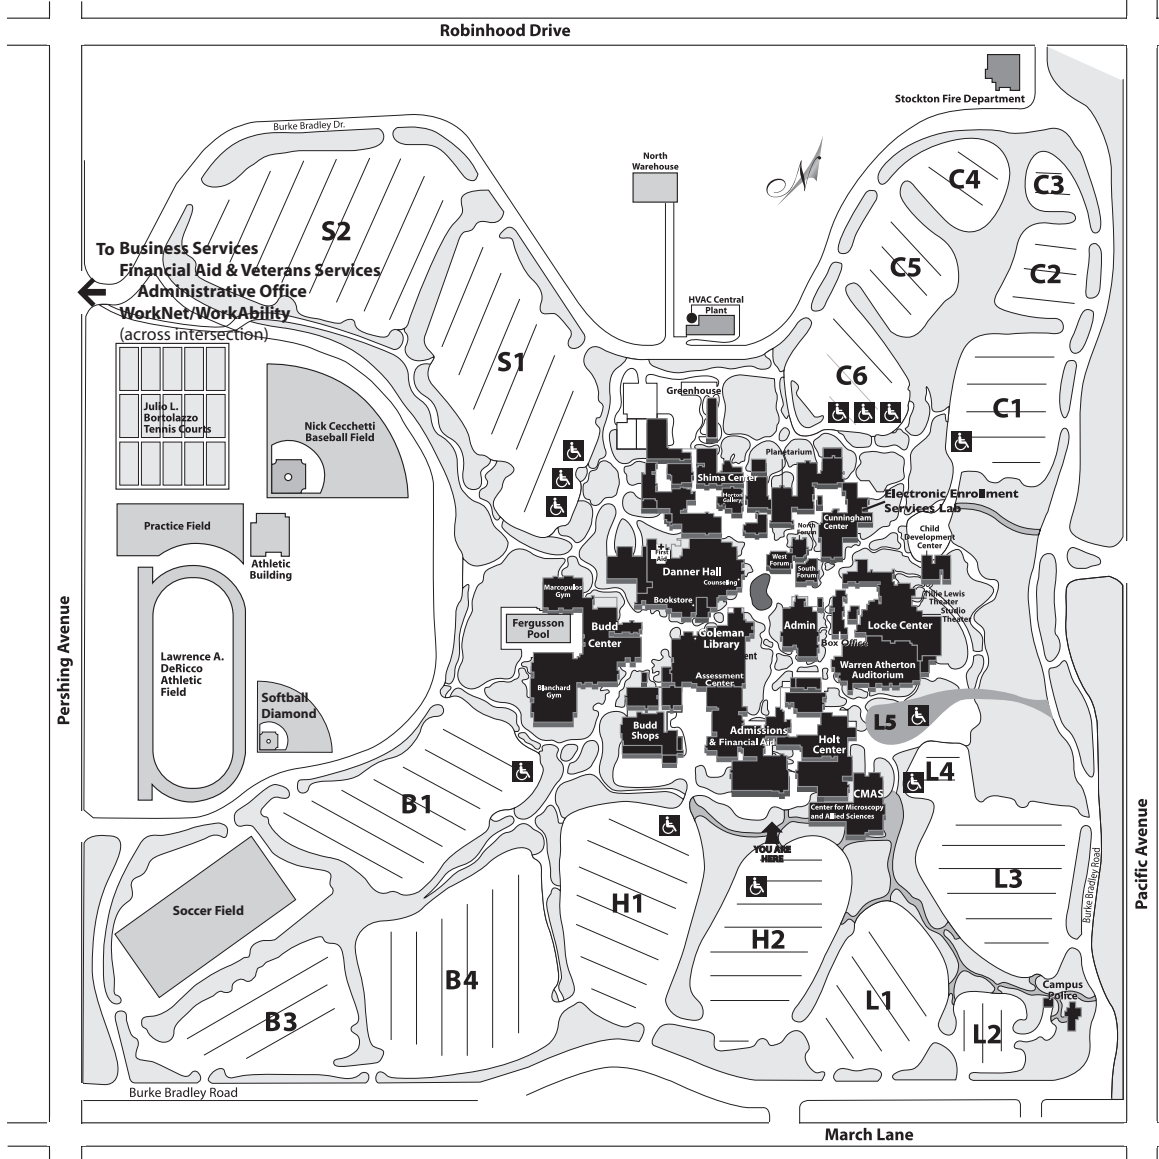 Robinhood Drive
Stockton Fire Department
Burke Bradley Dr.
North
Warehouse
C4
C3
S2
C5
C2
To Business Services
Financial Aid & Veterans Services
Administrative Office
WorkNet/WorkAbility
(across intersection)
HVAC Central
Plant
S1
C6
C1
Greenhouse
Julio L.
Bortolazzo
Tennis Courts
Nick Cecchetti
Baseball Field
Planetarium
Shima Center
Horton
Gallery
Electronic Enrollment
Services Lab
Cunningham
Center
North
Forum
Child
Development
Center
Practice Field
Athletic
Building
First
Aid
West
Forum
South
Forum
Danner Hall
Counseling
Bookstore
Marcopulos
Gym
Tillie Lewis
Theater
Studio
Theater
Fergusson
Pool
Budd
Center
Goleman
Library
ent
Admin
Locke Center
Box Office
Warren Atherton
Auditorium
Assessment
Center
Blanchard
Gym
Lawrence A.
DeRicco
Athletic
Field
Pershing Avenue
Softball
Diamond
Budd
Shops
Admissions
& Financial Aid
Holt
Center
L5
L4
CMAS
Center for Microscopy
and Allied Sciences
B1
YOU ARE
HERE
L3
Burke Bradley Road
Pacific Avenue
Soccer Field
H1
H2
B4
B3
L1
L2
Campus
Police
Burke Bradley Road
March Lane